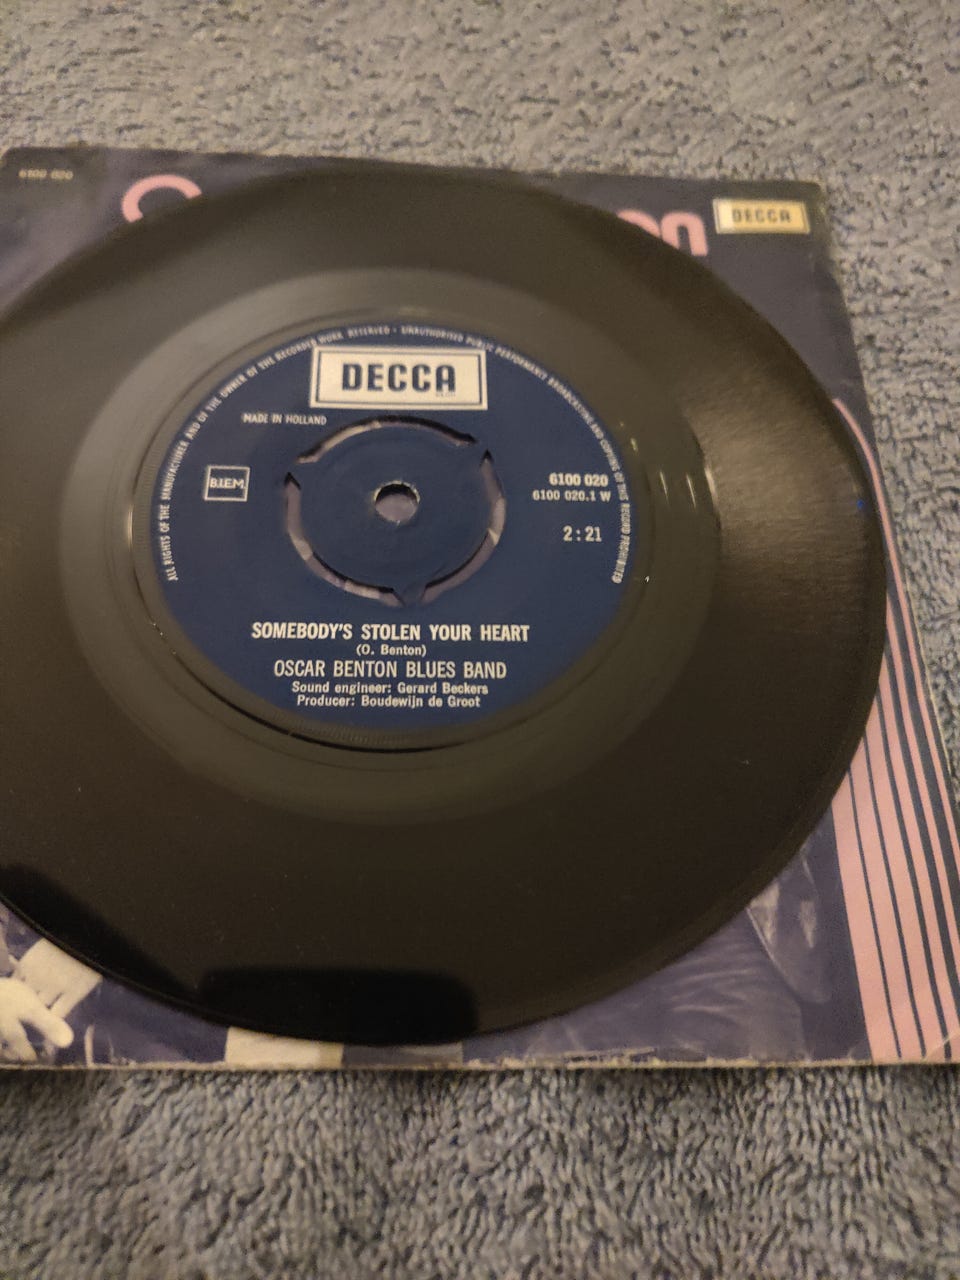 6100 020
on
DECCA
ALL RIGHTS OF THE MANUFACTURER AND OF THE OWNER OF THE RECORDED WORK RESERVED · UNAUTHORISED PUBLIC PERFORMANCE BROADCASTING AND COPYING OF THIS RECORD PROHIBITED
DECCA
MADE IN HOLLAND
B.I.E.M.
6100 020
6100 020.1 W
2:21
SOMEBODY'S STOLEN YOUR HEART
(O. Benton)
OSCAR BENTON BLUES BAND
Sound engineer: Gerard Beckers
Producer: Boudewijn de Groot